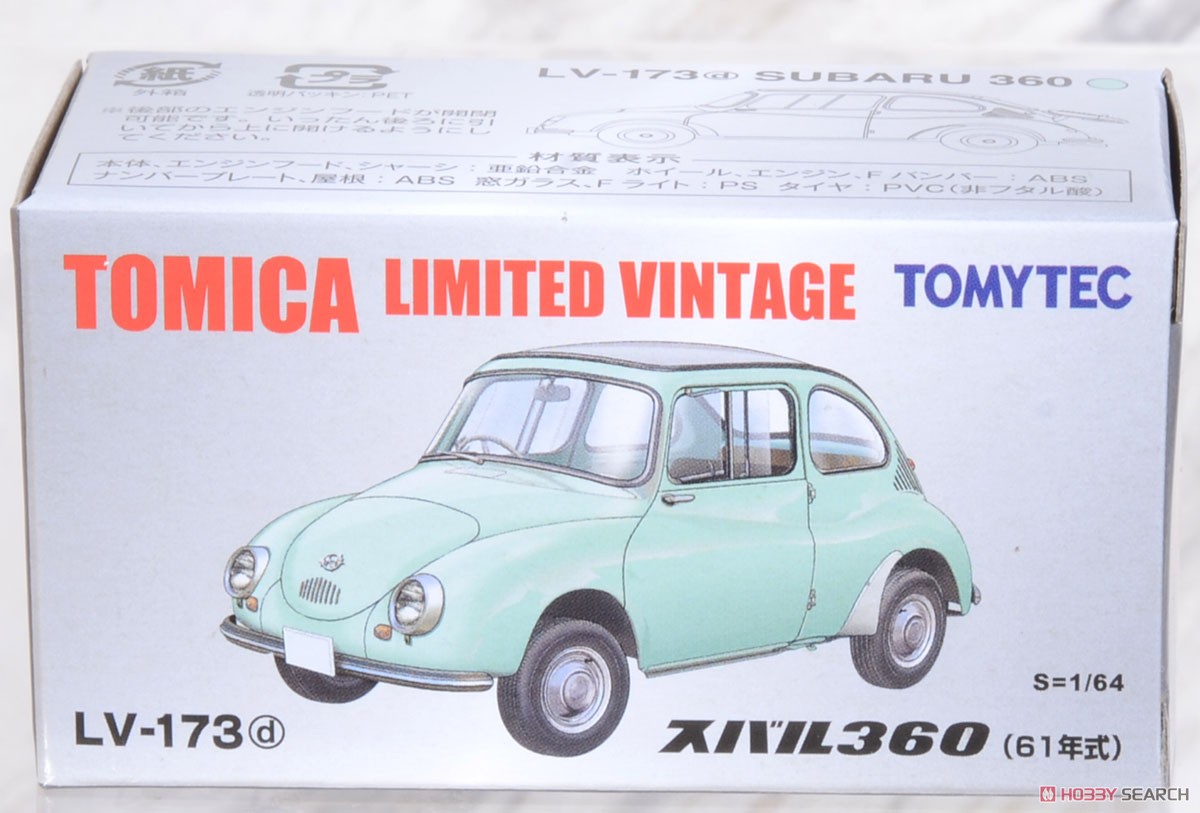 紙
外箱
プラ
透明パッキン:PET
LV-173ⓓ SUBARU 360
※後部のエンジンフードが開閉
可能です。いったん後ろに引
いてから上に開けるようにし
てください。
材質表示
本体、エンジンフード、シャーシ：亜鉛合金 ホイール、エンジン、Fバンパー：ABS
ナンバープレート、屋根：ABS 窓ガラス、Fライト：PS タイヤ：PVC(非フタル酸)
TOMICA LIMITED VINTAGE TOMYTEC
S=1/64
LV-173ⓓ スバル360 (61年式)
HOBBY SEARCH